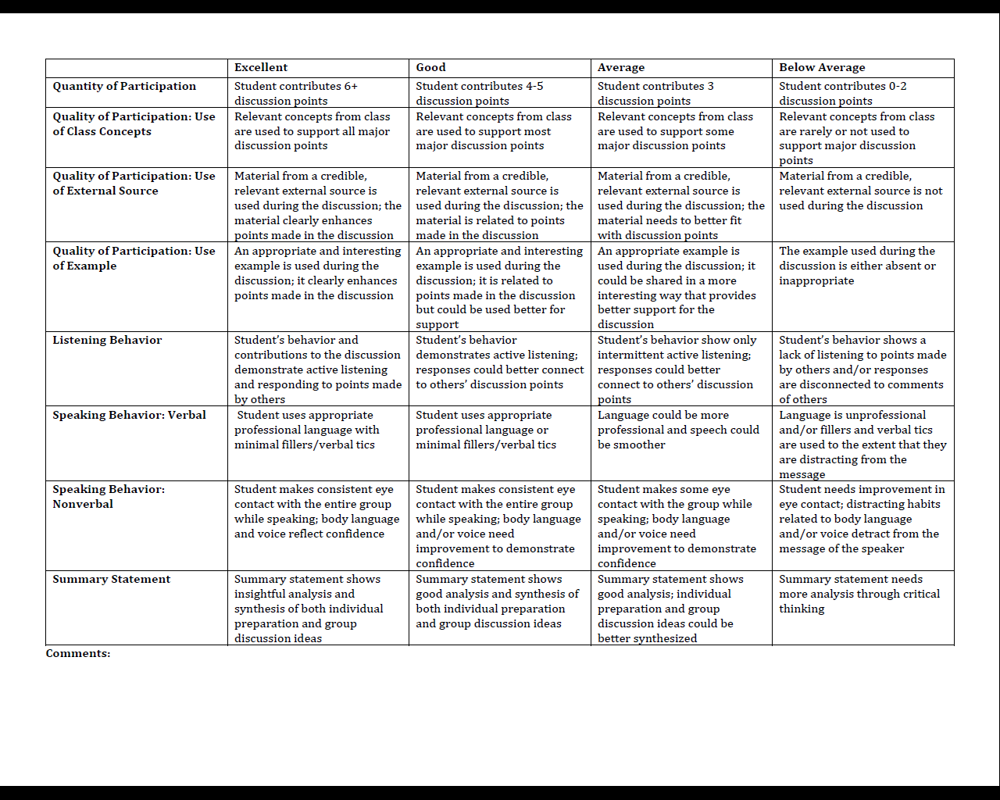 Excellent
Good
Average
Below Average
Quantity of Participation
Student contributes 6+
discussion points
Student contributes 4-5
discussion points
Student contributes 3
discussion points
Student contributes 0-2
discussion points
Quality of Participation: Use
of Class Concepts
Relevant concepts from class
are used to support all major
discussion points
Relevant concepts from class
are used to support most
major discussion points
Relevant concepts from class
are used to support some
major discussion points
Relevant concepts from class
are rarely or not used to
support major discussion
points
Quality of Participation: Use
of External Source
Material from a credible,
relevant external source is
used during the discussion; the
material clearly enhances
points made in the discussion
Material from a credible,
relevant external source is
used during the discussion; the
material is related to points
made in the discussion
Material from a credible,
relevant external source is
used during the discussion; the
material needs to better fit
with discussion points
Material from a credible,
relevant external source is not
used during the discussion
Quality of Participation: Use
of Example
An appropriate and interesting
example is used during the
discussion; it clearly enhances
points made in the discussion
An appropriate and interesting
example is used during the
discussion; it is related to
points made in the discussion
but could be used better for
support
An appropriate example is
used during the discussion; it
could be shared in a more
interesting way that provides
better support for the
discussion
The example used during the
discussion is either absent or
inappropriate
Listening Behavior
Student’s behavior and
contributions to the discussion
demonstrate active listening
and responding to points made
by others
Student’s behavior
demonstrates active listening;
responses could better connect
to others’ discussion points
Student’s behavior show only
intermittent active listening;
responses could better
connect to others’ discussion
points
Student’s behavior shows a
lack of listening to points made
by others and/or responses
are disconnected to comments
of others
Speaking Behavior: Verbal
Student uses appropriate
professional language with
minimal fillers/verbal tics
Student uses appropriate
professional language or
minimal fillers/verbal tics
Language could be more
professional and speech could
be smoother
Language is unprofessional
and/or fillers and verbal tics
are used to the extent that they
are distracting from the
message
Speaking Behavior:
Nonverbal
Student makes consistent eye
contact with the entire group
while speaking; body language
and voice reflect confidence
Student makes consistent eye
contact with the entire group
while speaking; body language
and/or voice need
improvement to demonstrate
confidence
Student makes some eye
contact with the group while
speaking; body language
and/or voice need
improvement to demonstrate
confidence
Student needs improvement in
eye contact; distracting habits
related to body language
and/or voice detract from the
message of the speaker
Summary Statement
Summary statement shows
insightful analysis and
synthesis of both individual
preparation and group
discussion ideas
Summary statement shows
good analysis and synthesis of
both individual preparation
and group discussion ideas
Summary statement shows
good analysis; individual
preparation and group
discussion ideas could be
better synthesized
Summary statement needs
more analysis through critical
thinking
Comments: